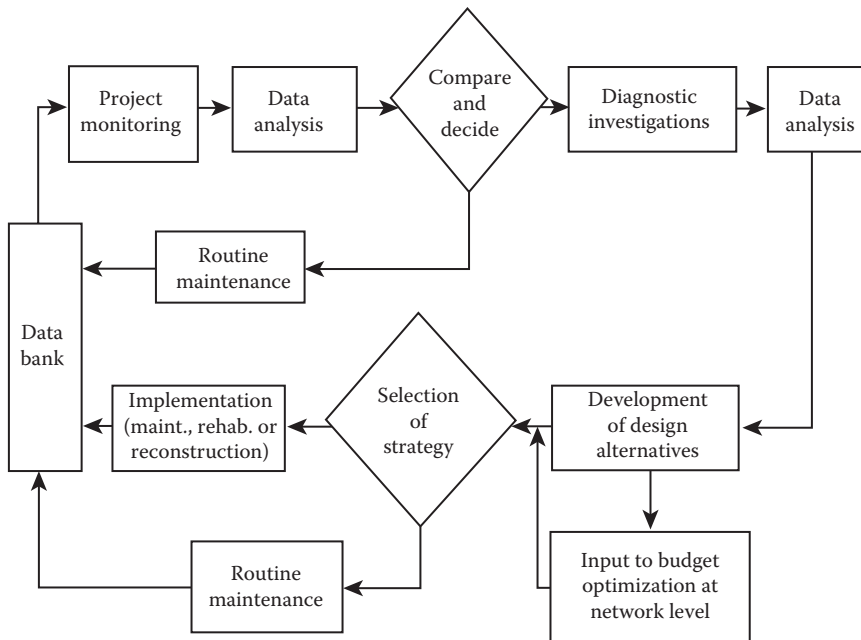 Project
monitoring
Data
analysis
Compare
and
decide
Diagnostic
investigations
Data
analysis
Routine
maintenance
Data
bank
Implementation
(maint., rehab. or
reconstruction)
Selection
of
strategy
Development
of design
alternatives
Routine
maintenance
Input to budget
optimization at
network level